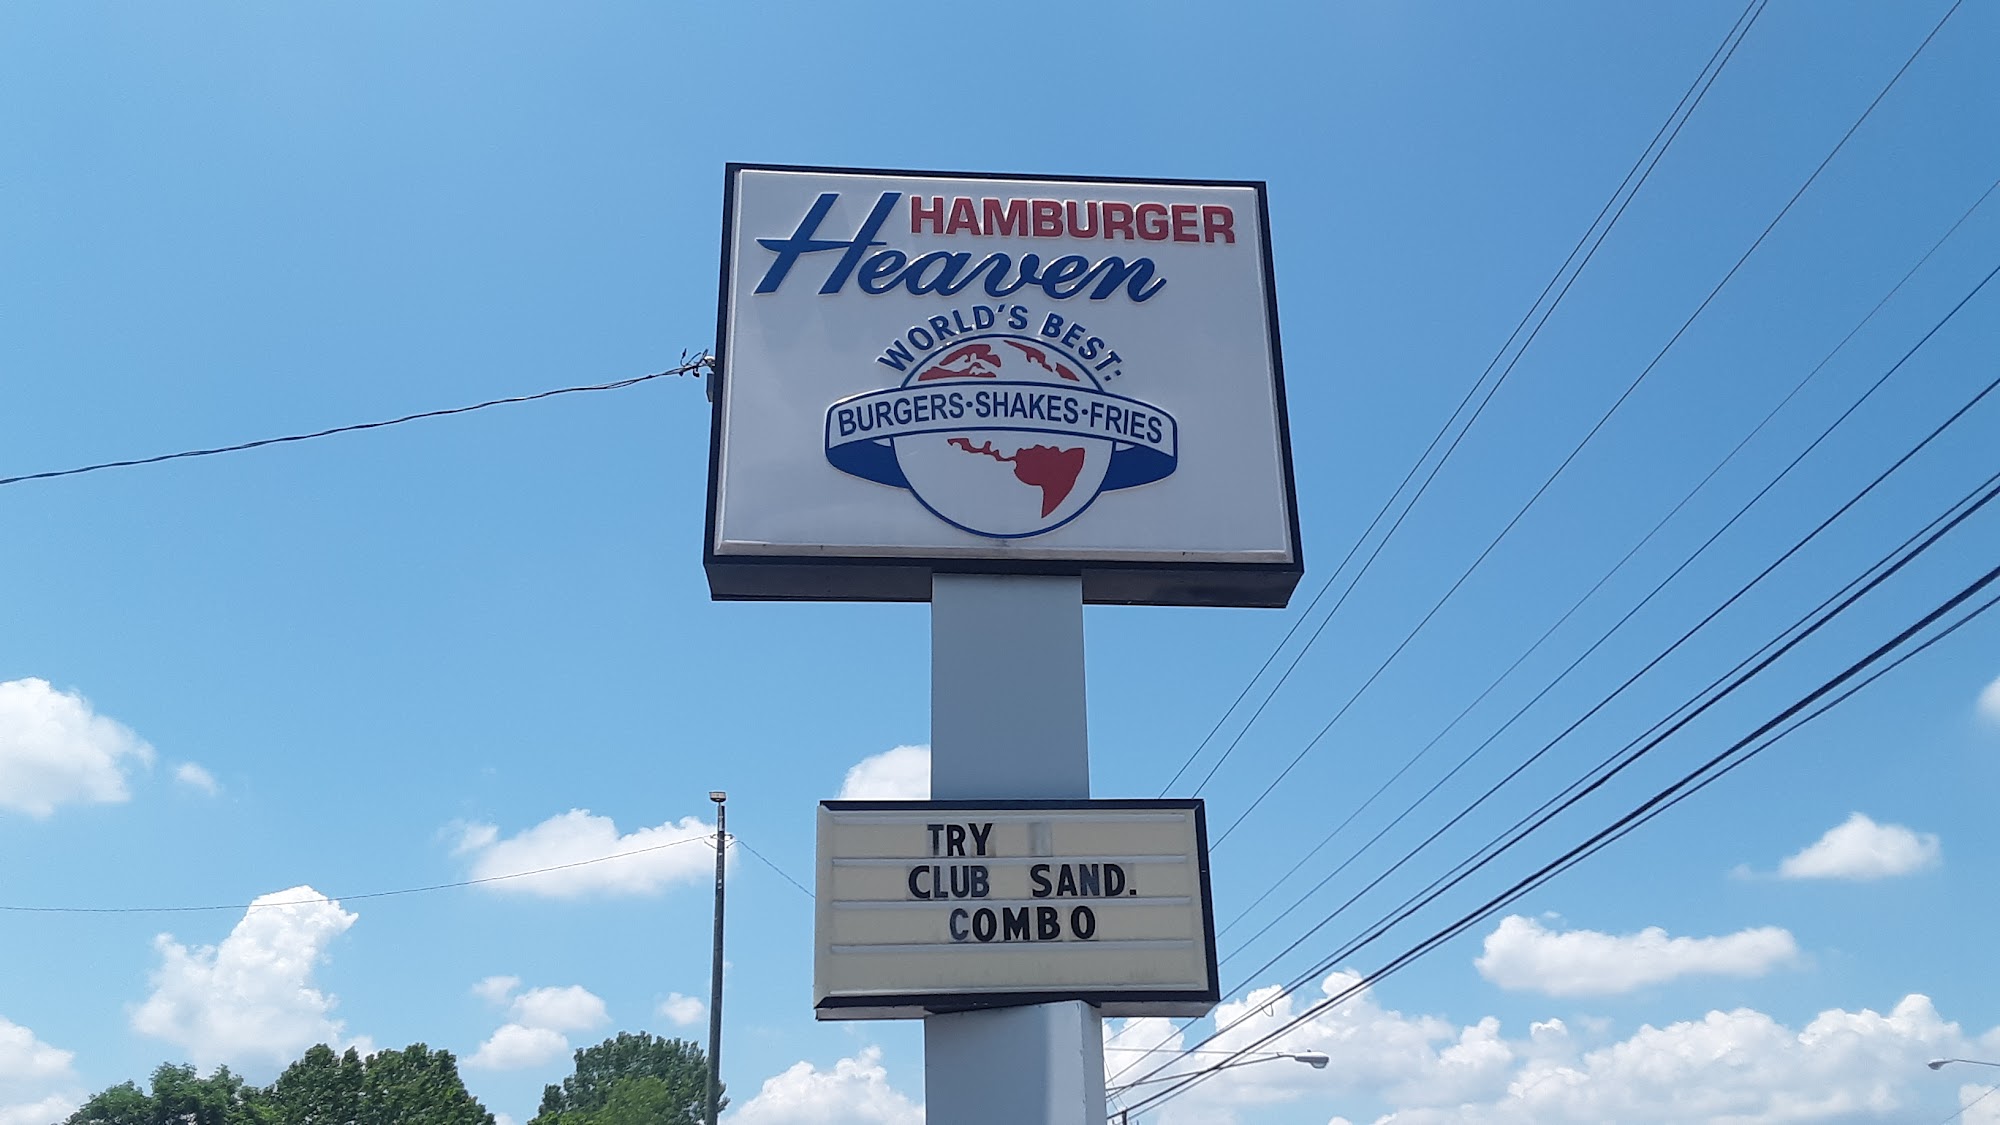 HAMBURGER
Heaven
WORLD'S BEST:
BURGERS·SHAKES·FRIES
TRY
CLUB SAND.
COMBO